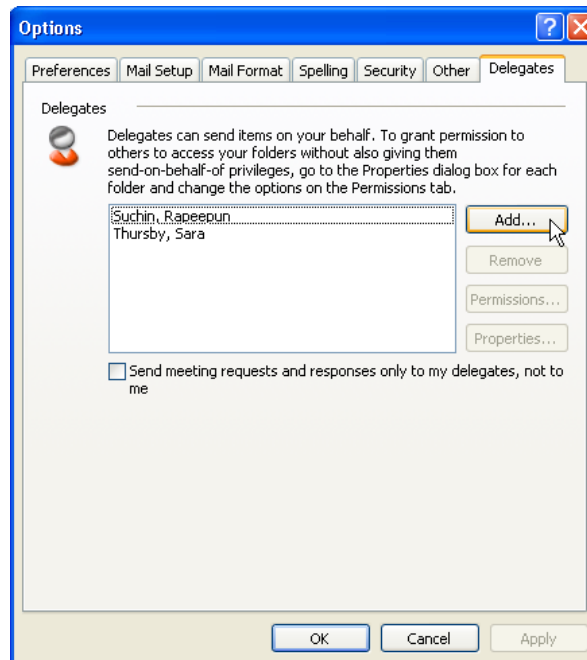 Options
Preferences Mail Setup Mail Format Spelling Security Other Delegates
Delegates
Delegates can send items on your behalf. To grant permission to
others to access your folders without also giving them
send-on-behalf-of privileges, go to the Properties dialog box for each
folder and change the options on the Permissions tab.
Suchin, Rapeepun
Thursby, Sara
Add...
Remove
Permissions...
Properties...
Send meeting requests and responses only to my delegates, not to
me
OK Cancel Apply